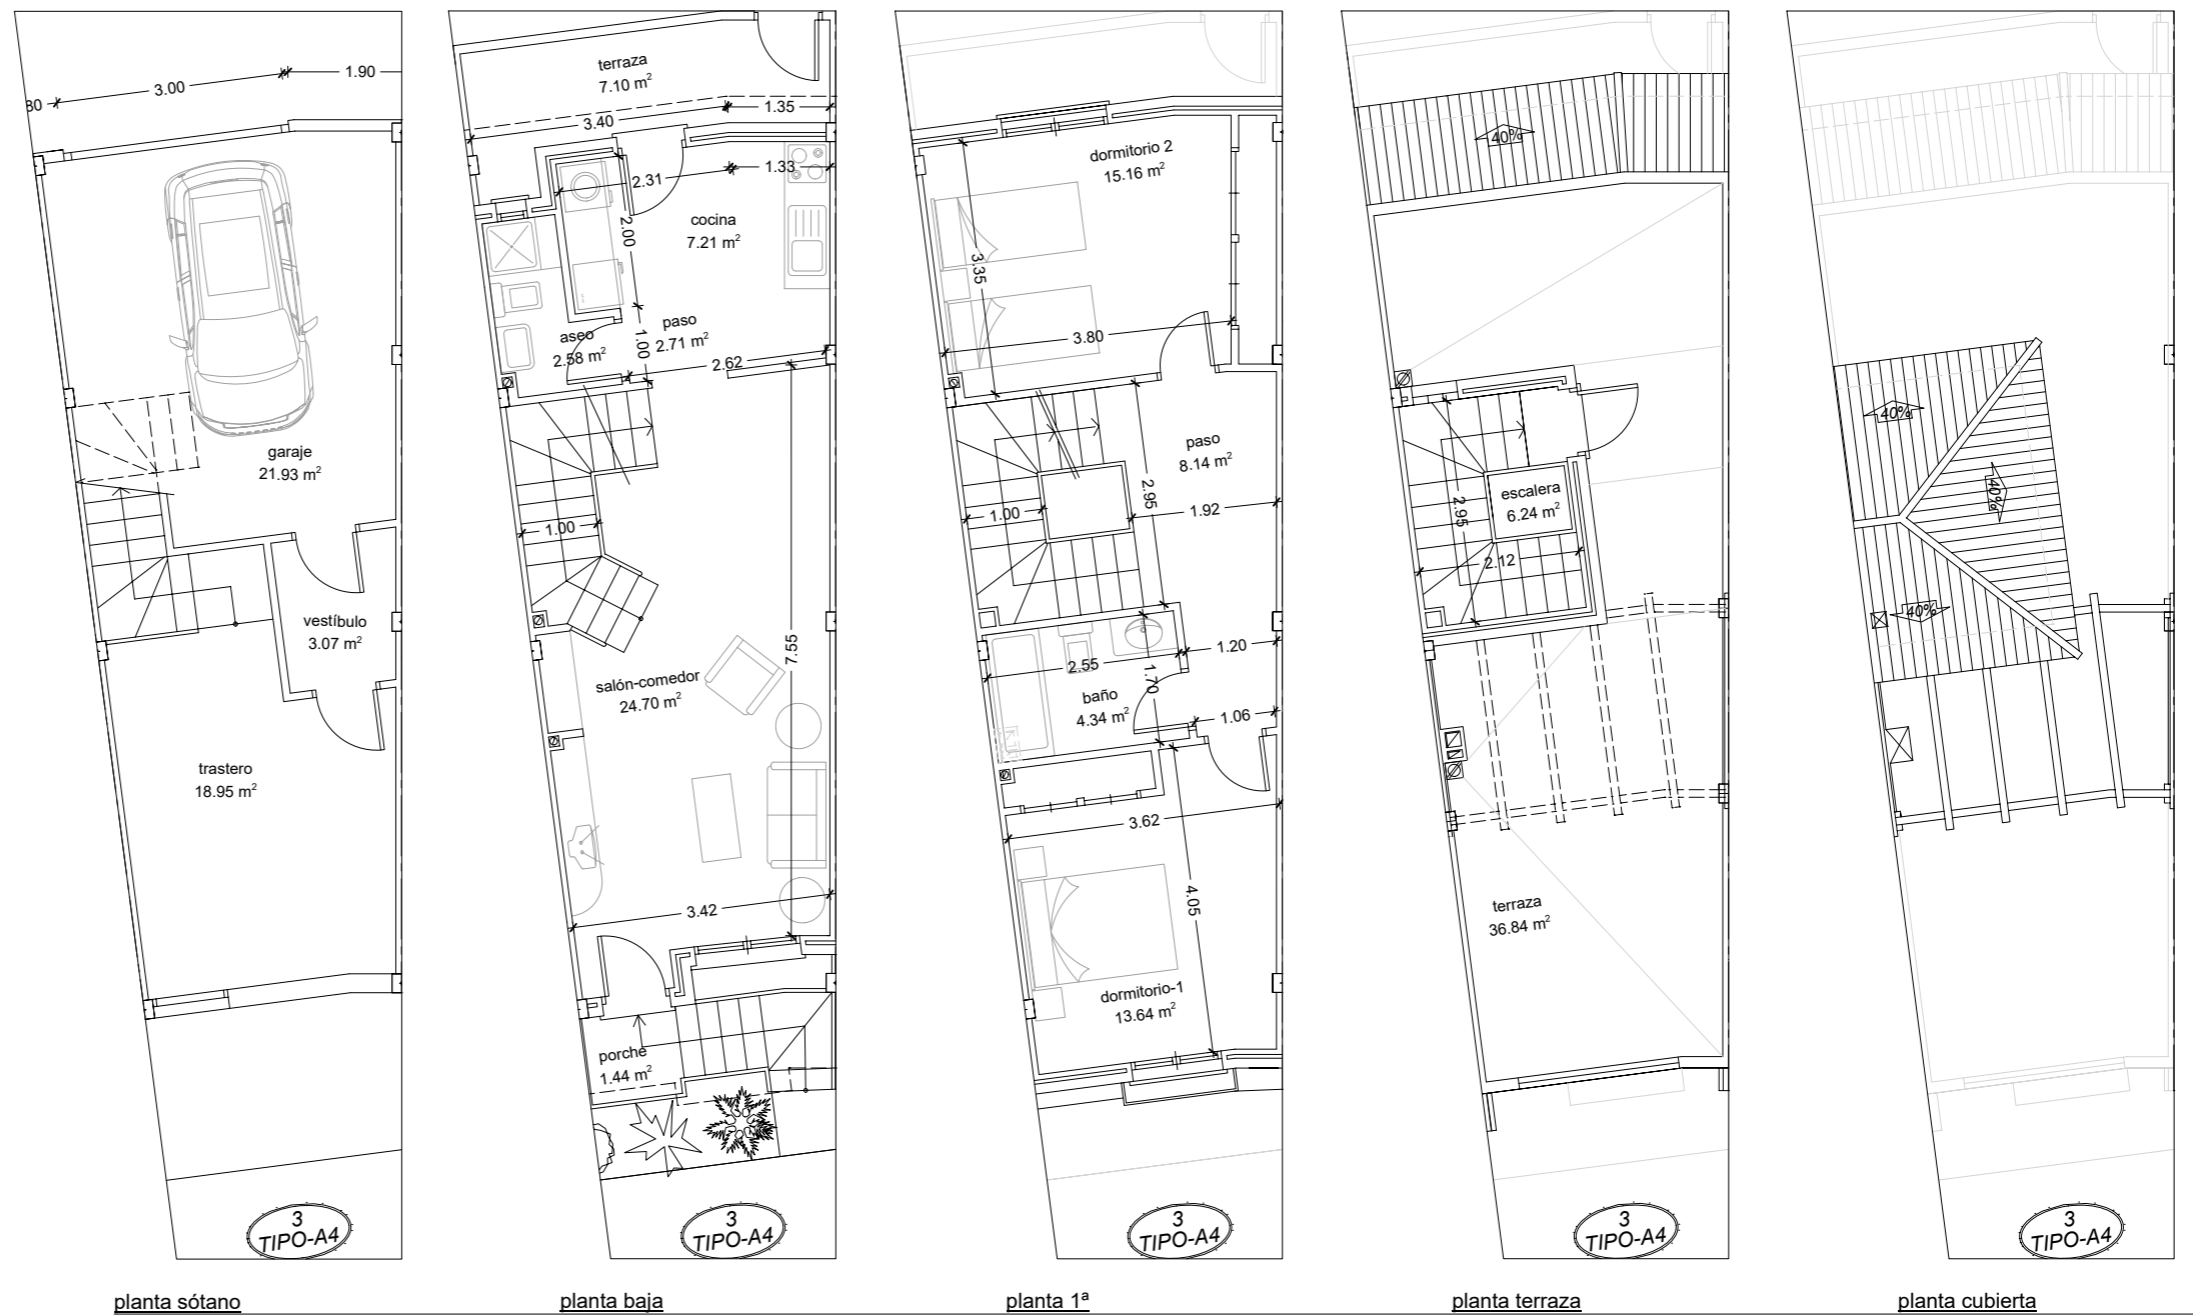 80
3.00
1.90
garaje
21.93 m²
vestíbulo
3.07 m²
trastero
18.95 m²
3
TIPO-A4
planta sótano
terraza
7.10 m²
3.40
1.35
2.31
1.33
cocina
7.21 m²
2.00
aseo
2.58 m²
paso
2.71 m²
1.00
2.62
1.00
7.55
salón-comedor
24.70 m²
3.42
porche
1.44 m²
3
TIPO-A4
planta baja
dormitorio 2
15.16 m²
3.35
3.80
paso
8.14 m²
2.95
1.00
1.92
2.55
1.20
1.70
baño
4.34 m²
1.06
3.62
4.05
dormitorio-1
13.64 m²
3
TIPO-A4
planta 1ª
40%
escalera
6.24 m²
2.95
2.12
terraza
36.84 m²
3
TIPO-A4
planta terraza
40%
40%
40%
3
TIPO-A4
planta cubierta